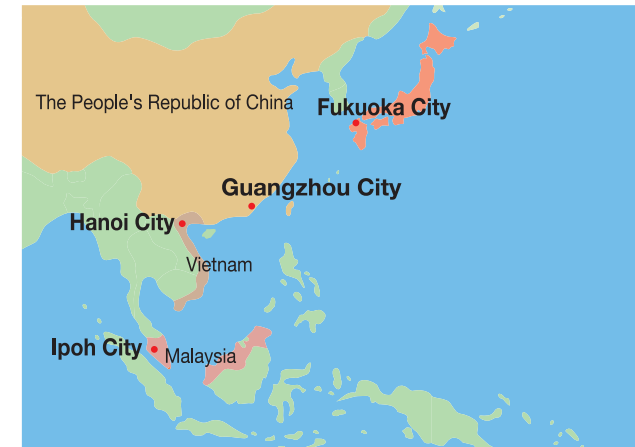 The People's Republic of China
Fukuoka City
Guangzhou City
Hanoi City
Vietnam
Ipoh City
Malaysia